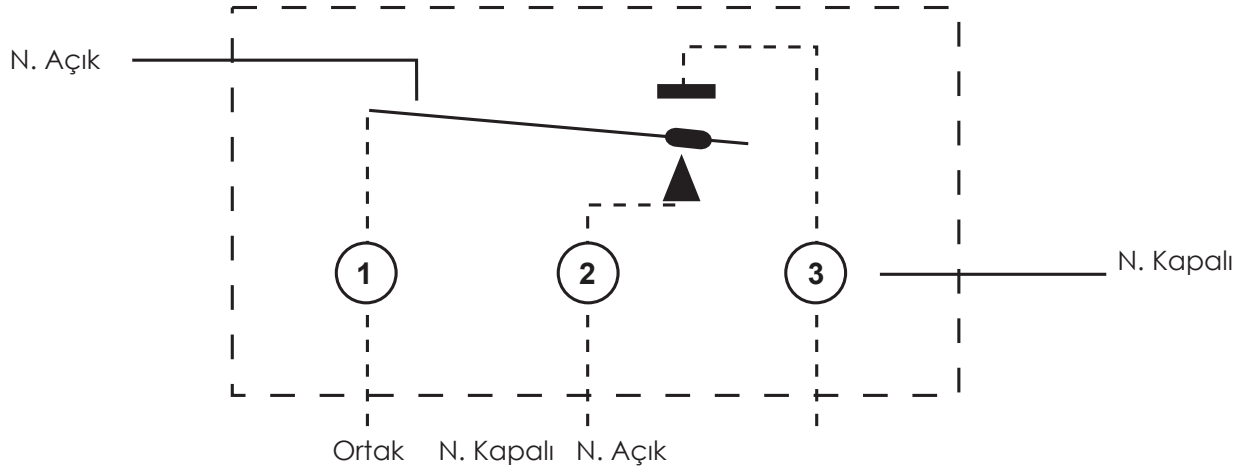 N. Açık
1
2
3
N. Kapalı
Ortak N. Kapalı N. Açık